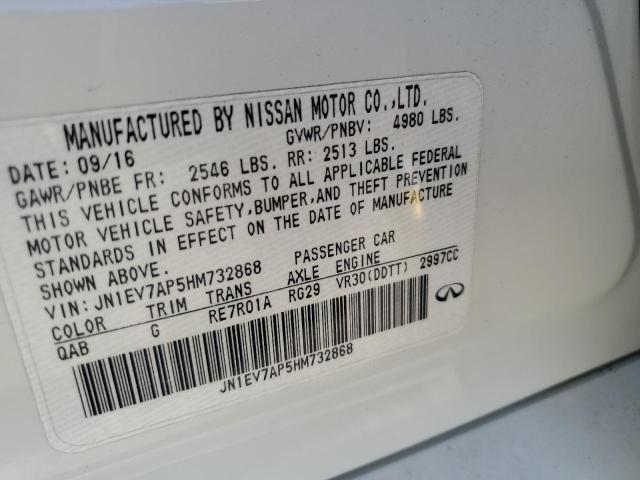 MANUFACTURED BY NISSAN MOTOR CO.,LTD.
DATE: 09/16 GVWR/PNBV: 4980 LBS.
GAWR/PNBE FR: 2546 LBS. RR: 2513 LBS.
THIS VEHICLE CONFORMS TO ALL APPLICABLE FEDERAL
MOTOR VEHICLE SAFETY,BUMPER,AND THEFT PREVENTION
STANDARDS IN EFFECT ON THE DATE OF MANUFACTURE
SHOWN ABOVE.
VIN: JN1EV7AP5HM732868 PASSENGER CAR
COLOR TRIM TRANS AXLE ENGINE
QAB G RE7R01A RG29 VR30(DDTT) 2997CC
JN1EV7AP5HM732868